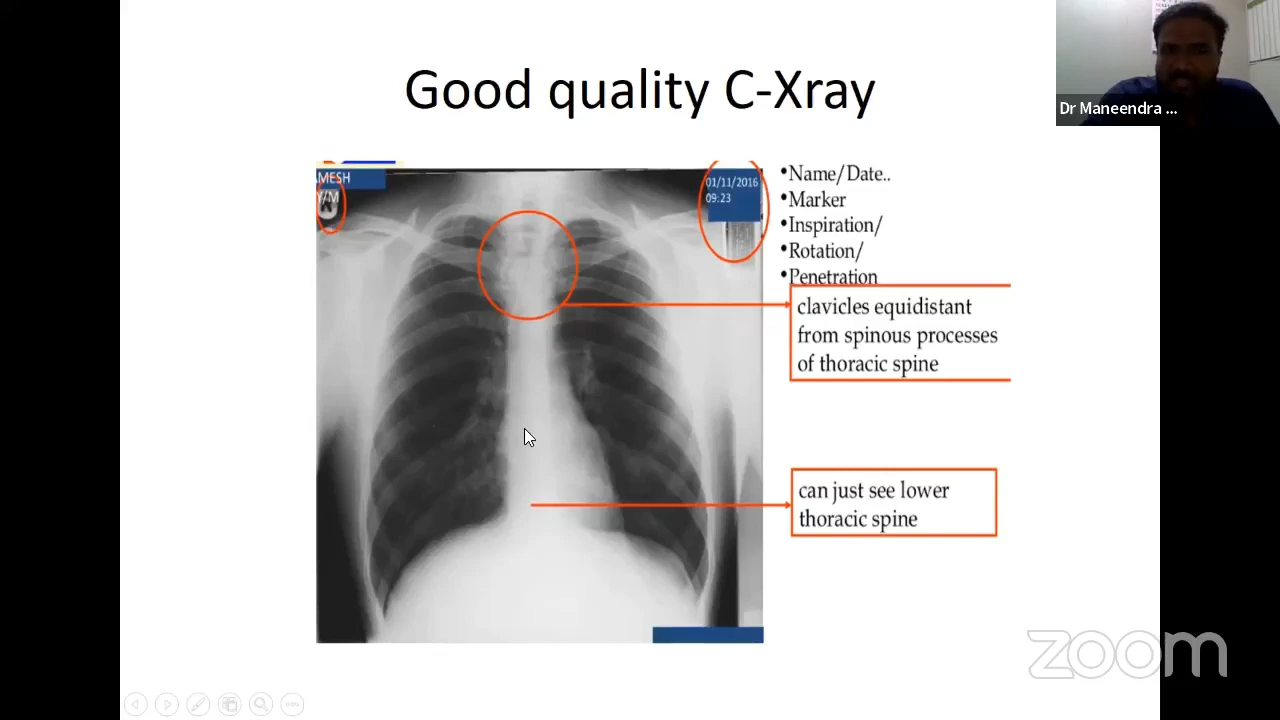 Good quality C-Xray
Dr Maneendra ...
AMESH
Y/M
01/11/2016
09:23
•Name/Date..
•Marker
•Inspiration/
•Rotation/
•Penetration
clavicles equidistant
from spinous processes
of thoracic spine
can just see lower
thoracic spine
zoom